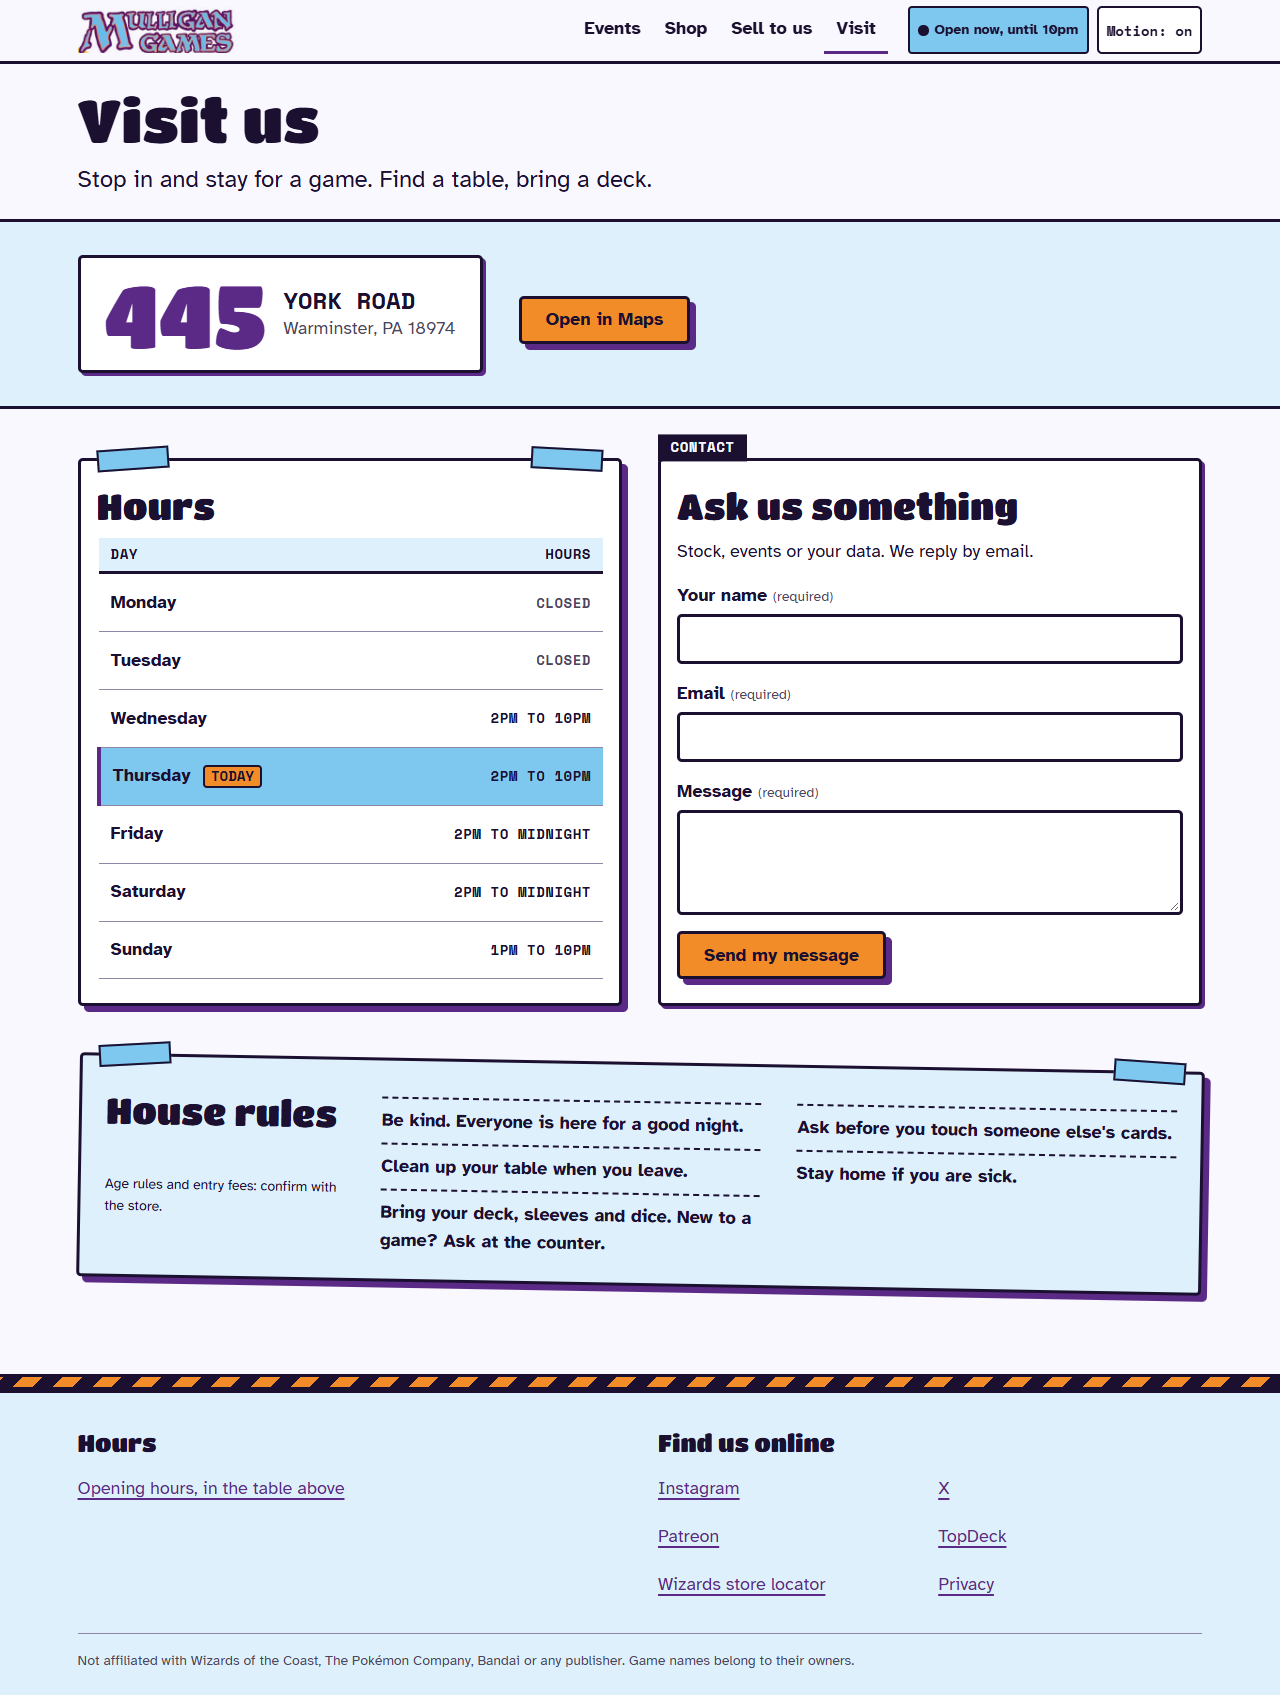 MULLIGAN GAMES
Events
Shop
Sell to us
Visit
Open now, until 10pm
Motion: on
Visit us
Stop in and stay for a game. Find a table, bring a deck.
445
YORK ROAD
Warminster, PA 18974
Open in Maps
Hours
DAY HOURS
Monday CLOSED
Tuesday CLOSED
Wednesday 2PM TO 10PM
Thursday TODAY 2PM TO 10PM
Friday 2PM TO MIDNIGHT
Saturday 2PM TO MIDNIGHT
Sunday 1PM TO 10PM
CONTACT
Ask us something
Stock, events or your data. We reply by email.
Your name (required)
Email (required)
Message (required)
Send my message
House rules
Age rules and entry fees: confirm with
the store.
Be kind. Everyone is here for a good night.
Clean up your table when you leave.
Bring your deck, sleeves and dice. New to a
game? Ask at the counter.
Ask before you touch someone else's cards.
Stay home if you are sick.
Hours
Opening hours, in the table above
Find us online
Instagram
X
Patreon
TopDeck
Wizards store locator
Privacy
Not affiliated with Wizards of the Coast, The Pokémon Company, Bandai or any publisher. Game names belong to their owners.